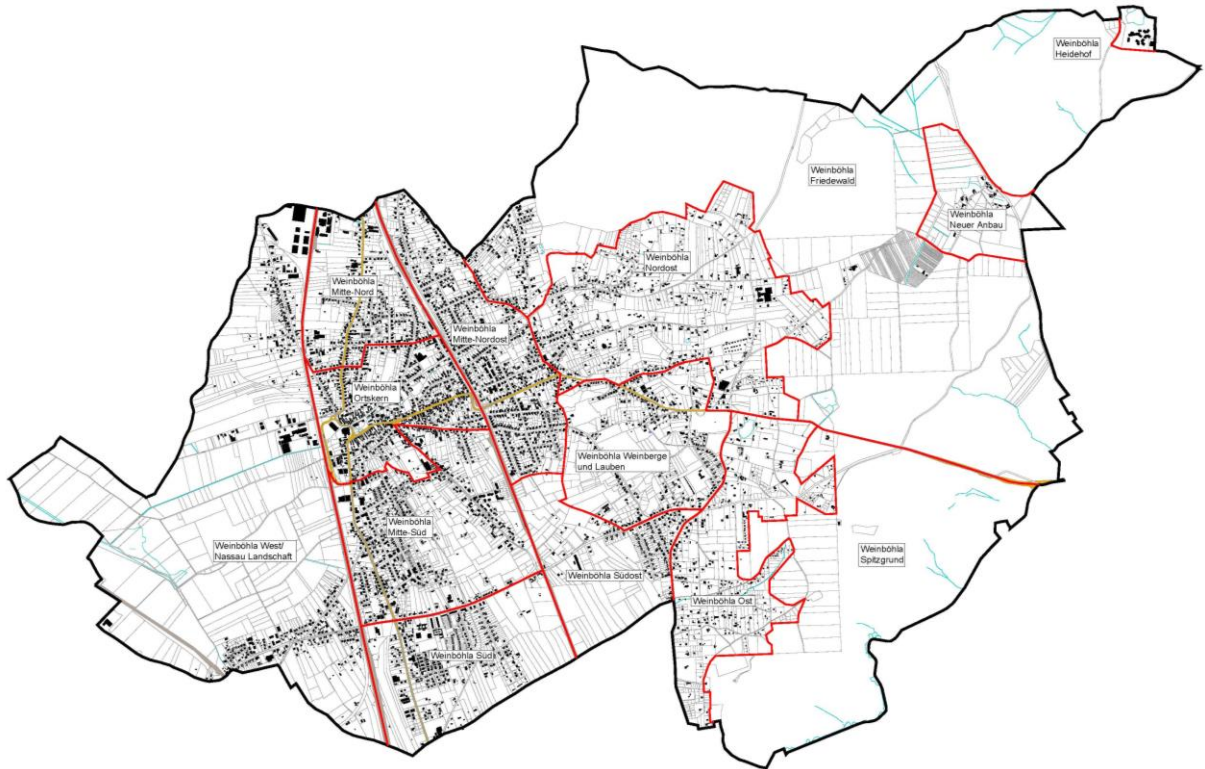 Weinböhla
Heidehof
Weinböhla
Friedewald
Weinböhla
Neuer Anbau
Weinböhla
Nordost
Weinböhla
Mitte-Nord
Weinböhla
Mitte-Nordost
Weinböhla
Ortskern
Weinböhla Weinberge
und Lauben
Weinböhla
Mitte-Süd
Weinböhla West/
Nassau Landschaft
Weinböhla
Spitzgrund
Weinböhla Südost
Weinböhla Ost
Weinböhla Süd